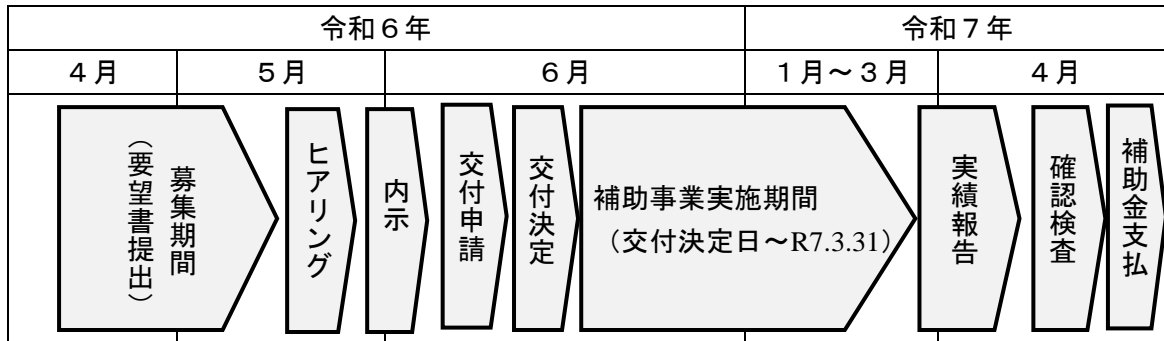 令和６年
令和７年
４月
５月
６月
１月～３月
４月
募集期間
（要望書提出）
ヒアリング
内示
交付申請
交付決定
補助事業実施期間
（交付決定日～R7.3.31）
実績報告
確認検査
補助金支払